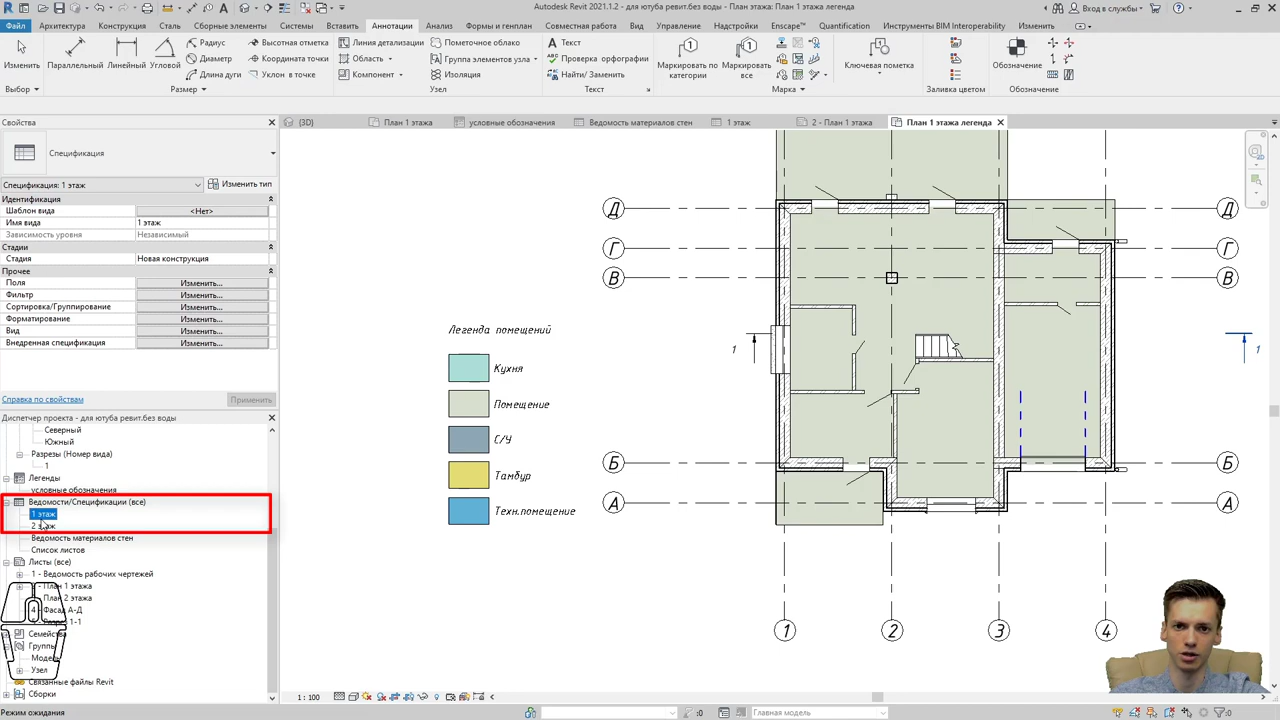 Autodesk Revit 2021.1.2 - для ютуба ревит.без воды - План этажа: План 1 этажа легенда
Вход в службы
Файл Архитектура Конструкция Сталь Сборные элементы Системы Вставить Аннотации Анализ Формы и генплан Совместная работа Вид Управление Надстройки Enscape™ Quantification Инструменты BIM Interoperability Изменить
Изменить
Параллельный Линейный Угловой
Радиус
Диаметр
Длина дуги
Высотная отметка
Координата точки
Уклон в точке
Линия детализации
Область
Компонент
Пометочное облако
Группа элементов узла
Изоляция
Текст
Проверка орфографии
Найти/ Заменить
Маркировать по категории
Маркировать все
Ключевая пометка
Обозначение
Выбор Размер Узел Текст Марка Заливка цветом Обозначение
Свойства
{3D} План 1 этажа условные обозначения Ведомость материалов стен 1 этаж 2 - План 1 этажа План 1 этажа легенда
Спецификация
Спецификация: 1 этаж Изменить тип
Идентификация
Шаблон вида <Нет>
Имя вида 1 этаж
Зависимость уровня Независимый
Стадии
Стадия Новая конструкция
Прочее
Поля Изменить...
Фильтр Изменить...
Сортировка/Группирование Изменить...
Форматирование Изменить...
Вид Изменить...
Внедренная спецификация Изменить...
Справка по свойствам Применить
Диспетчер проекта - для ютуба ревит.без воды
Северный
Южный
Разрезы (Номер вида)
1
Легенды
условные обозначения
Ведомости/Спецификации (все)
1 этаж
2 этаж
Ведомость материалов стен
Список листов
Листы (все)
1 - Ведомость рабочих чертежей
План 1 этажа
План 2 этажа
4 - Фасад А-Д
1-1
Семейства
Группы
Модель
Узел
Связанные файлы Revit
Сборки
Легенда помещений
Кухня
Помещение
С/У
Тамбур
Техн.помещение
Д Д
Г Г
В В
1 1
Б Б
А А
1 2 3 4
1 : 100
Режим ожидания
:0
Главная модель
:0